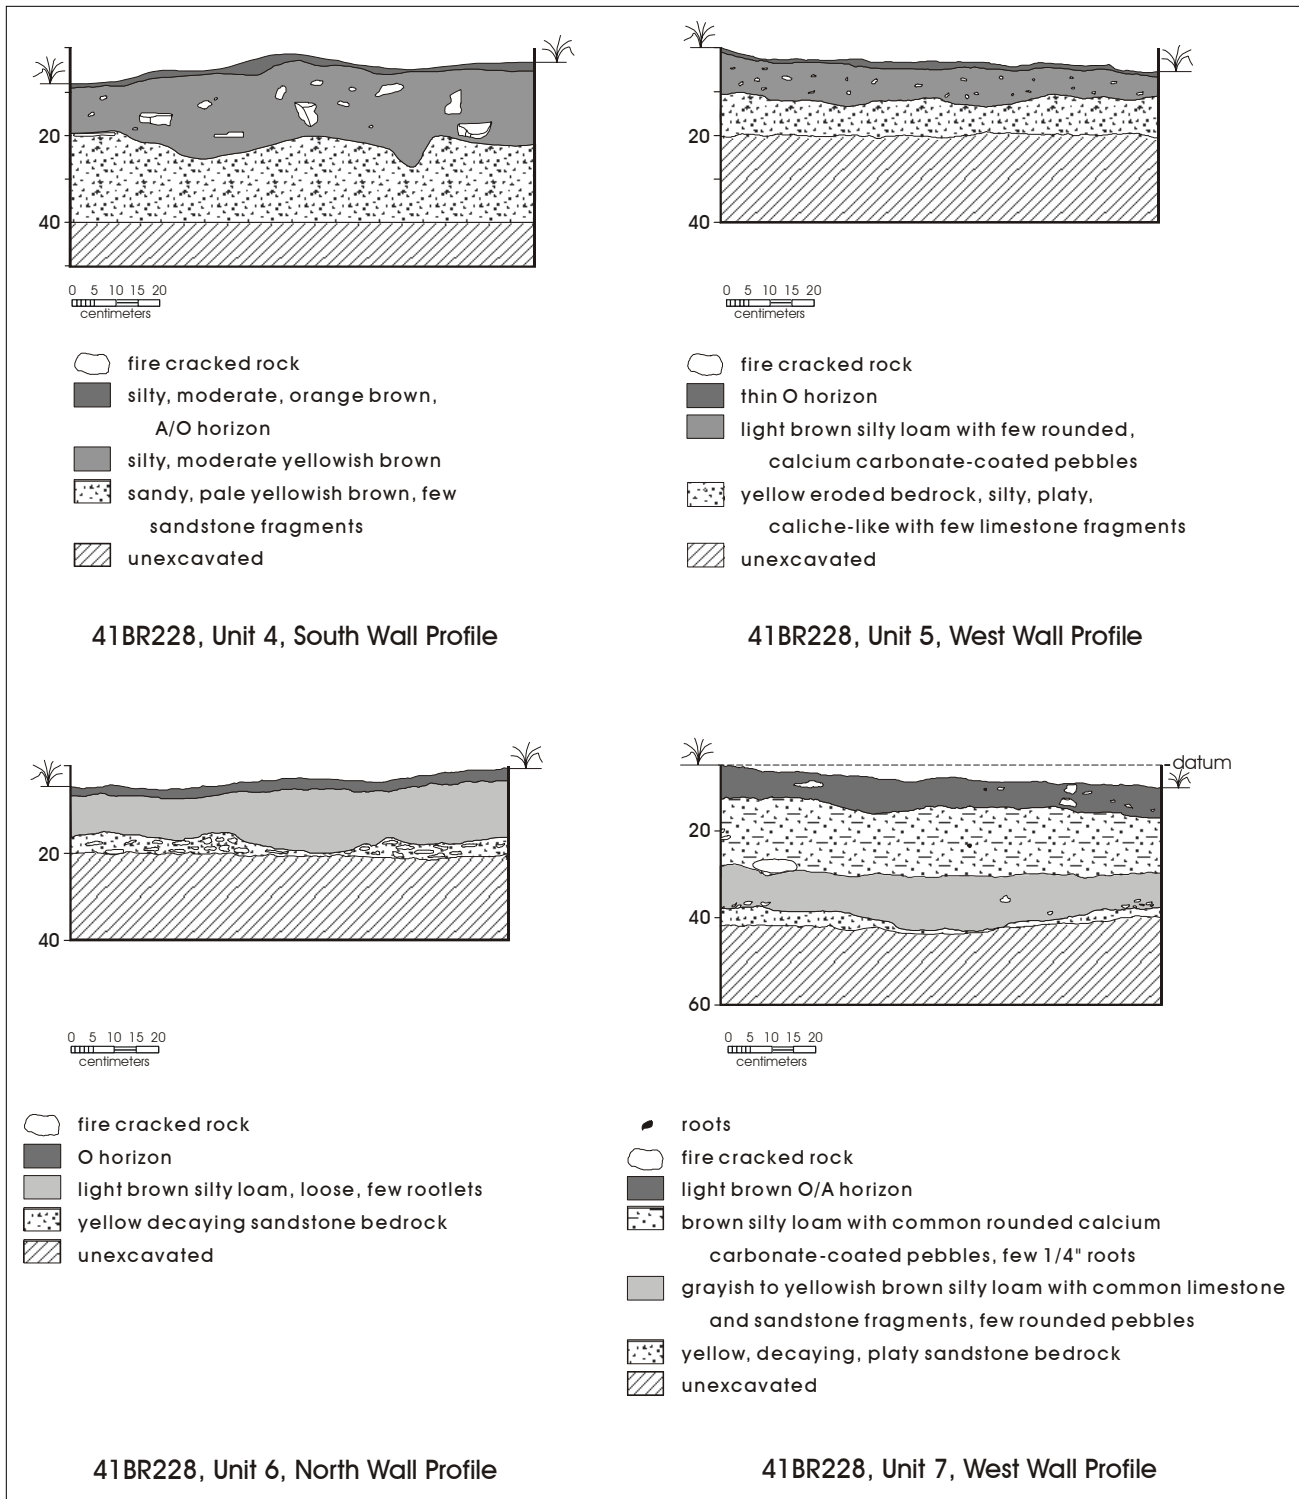 20
40
0 5 10 15 20
centimeters
fire cracked rock
silty, moderate, orange brown,
A/O horizon
silty, moderate yellowish brown
sandy, pale yellowish brown, few
sandstone fragments
unexcavated
41BR228, Unit 4, South Wall Profile
20
40
0 5 10 15 20
centimeters
fire cracked rock
thin O horizon
light brown silty loam with few rounded,
calcium carbonate-coated pebbles
yellow eroded bedrock, silty, platy,
caliche-like with few limestone fragments
unexcavated
41BR228, Unit 5, West Wall Profile
20
40
0 5 10 15 20
centimeters
fire cracked rock
O horizon
light brown silty loam, loose, few rootlets
yellow decaying sandstone bedrock
unexcavated
41BR228, Unit 6, North Wall Profile
datum
20
40
60
0 5 10 15 20
centimeters
roots
fire cracked rock
light brown O/A horizon
brown silty loam with common rounded calcium
carbonate-coated pebbles, few 1/4" roots
grayish to yellowish brown silty loam with common limestone
and sandstone fragments, few rounded pebbles
yellow, decaying, platy sandstone bedrock
unexcavated
41BR228, Unit 7, West Wall Profile